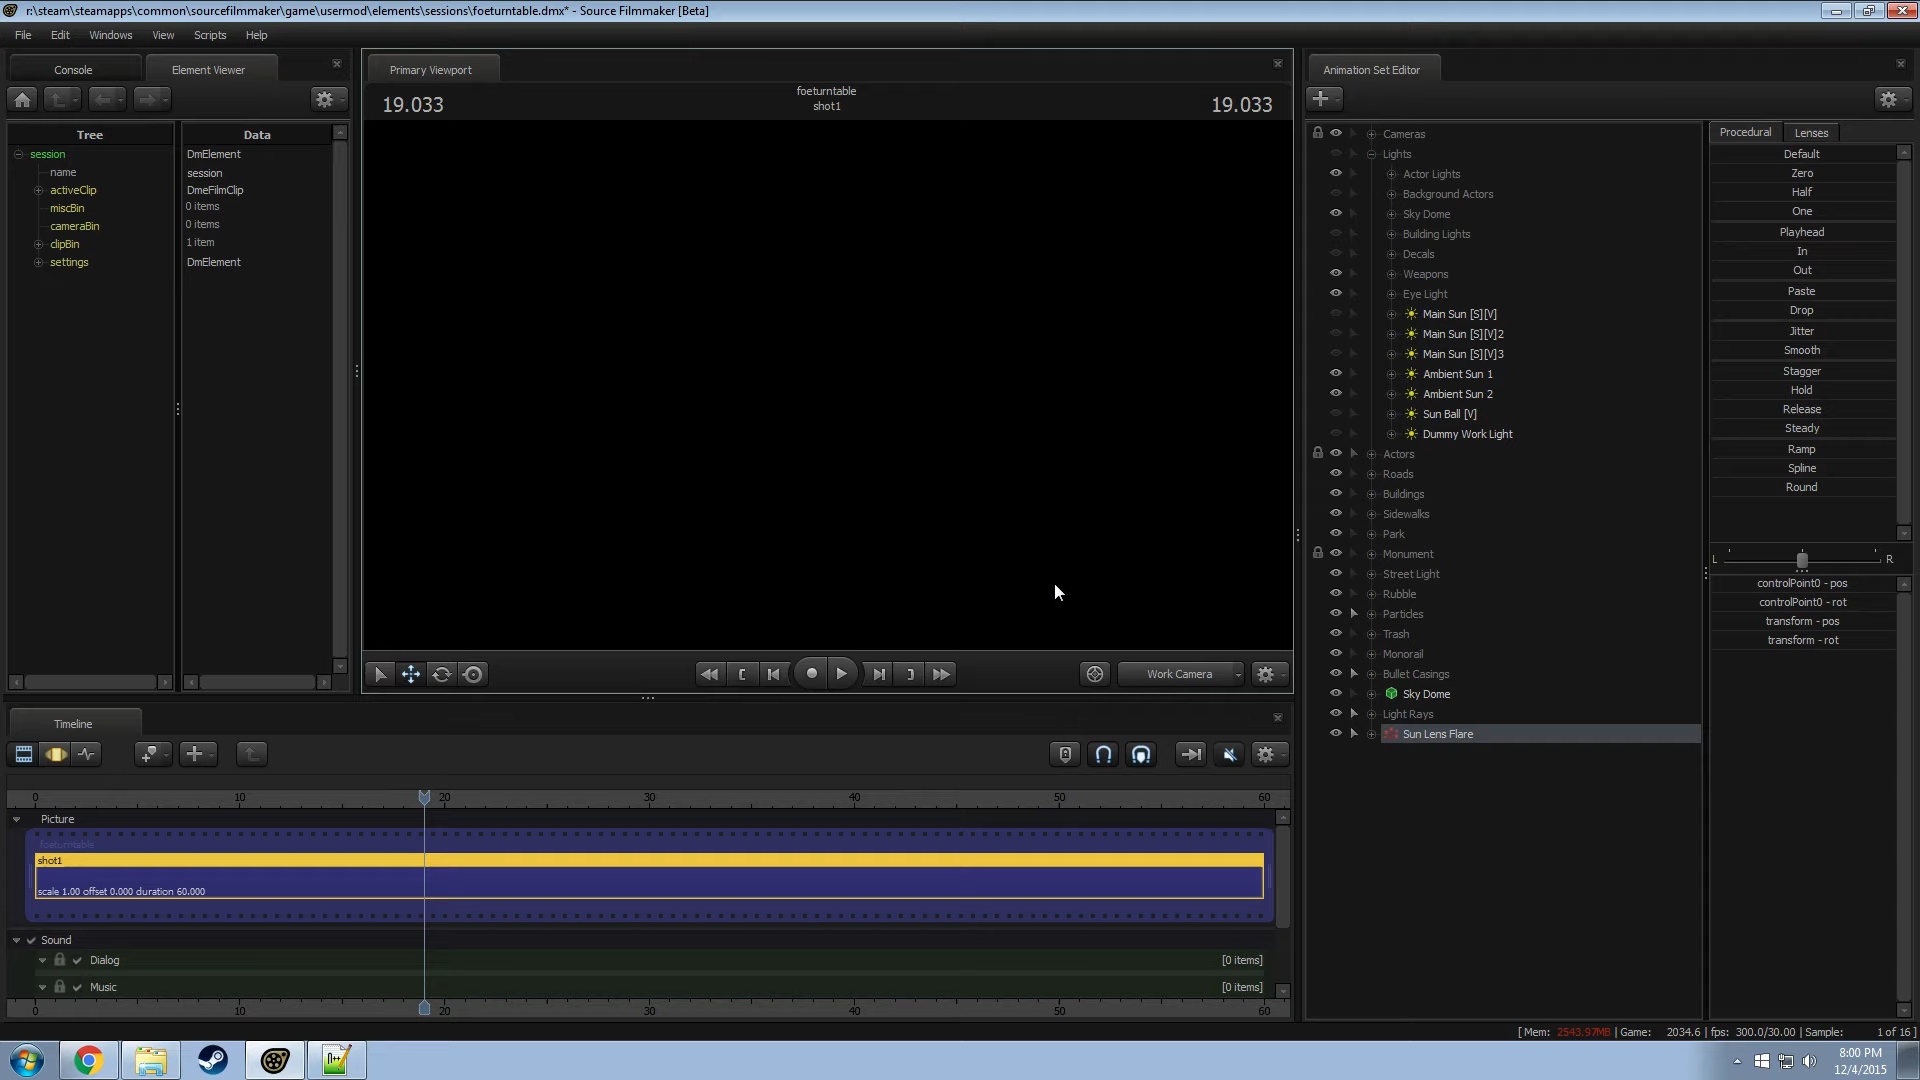 r:\steam\steamapps\common\sourcefilmmaker\game\usermod\elements\sessions\foeturntable.dmx* - Source Filmmaker [Beta]
File Edit Windows View Scripts Help
Console Element Viewer
Tree Data
session DmElement
name session
activeClip DmeFilmClip
miscBin 0 items
cameraBin 0 items
clipBin 1 item
settings DmElement
Primary Viewport
19.033 foeturntable 19.033
shot1
Work Camera
Animation Set Editor
Cameras
Lights
Actor Lights
Background Actors
Sky Dome
Building Lights
Decals
Weapons
Eye Light
Main Sun [S][V]
Main Sun [S][V]2
Main Sun [S][V]3
Ambient Sun 1
Ambient Sun 2
Sun Ball [V]
Dummy Work Light
Actors
Roads
Buildings
Sidewalks
Park
Monument
Street Light
Rubble
Particles
Trash
Monorail
Bullet Casings
Sky Dome
Light Rays
Sun Lens Flare
Procedural Lenses
Default
Zero
Half
One
Playhead
In
Out
Paste
Drop
Jitter
Smooth
Stagger
Hold
Release
Steady
Ramp
Spline
Round
L R
controlPoint0 - pos
controlPoint0 - rot
transform - pos
transform - rot
Timeline
0 10 20 30 40 50 60
Picture
foeturntable
shot1
scale 1.00 offset 0.000 duration 60.000
Sound
Dialog [0 items]
Music [0 items]
0 10 20 30 40 50 60
[ Mem: 2543.97MB | Game: 2034.6 | fps: 300.0/30.00 | Sample: 1 of 16 ]
8:00 PM
12/4/2015